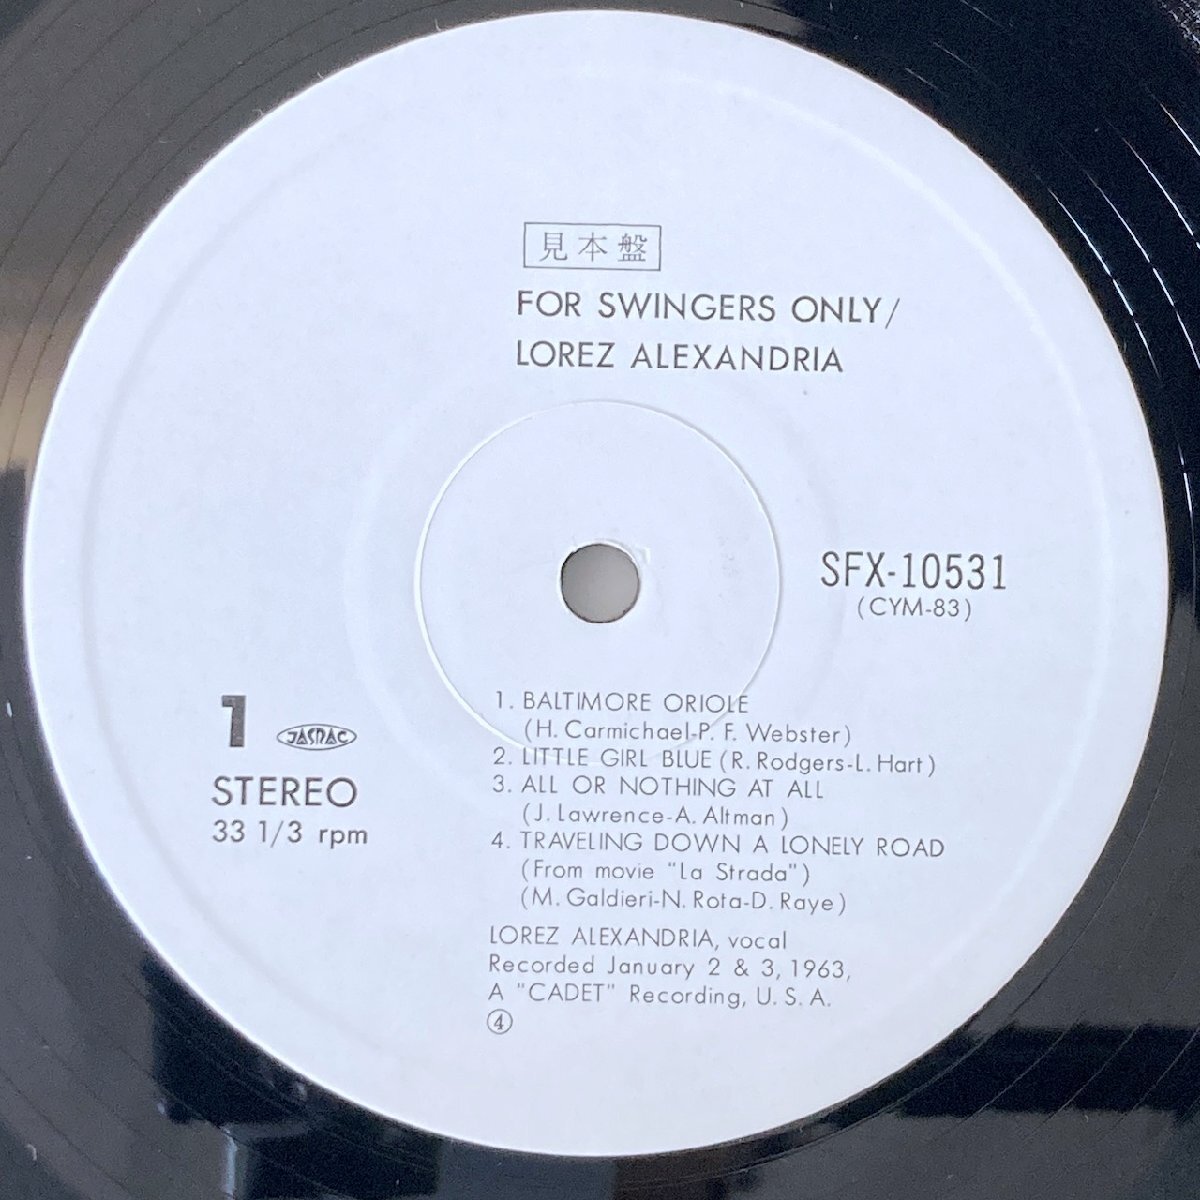 見本盤
FOR SWINGERS ONLY/
LOREZ ALEXANDRIA
SFX-10531
(CYM-83)
1
JASRAC
STEREO
33 1/3 rpm
1. BALTIMORE ORIOLE
(H. Carmichael-P. F. Webster)
2. LITTLE GIRL BLUE (R. Rodgers-L. Hart)
3. ALL OR NOTHING AT ALL
(J. Lawrence-A. Altman)
4. TRAVELING DOWN A LONELY ROAD
(From movie "La Strada")
(M. Galdieri-N. Rota-D. Raye)
LOREZ ALEXANDRIA, vocal
Recorded January 2 & 3, 1963,
A "CADET" Recording, U. S. A.
④